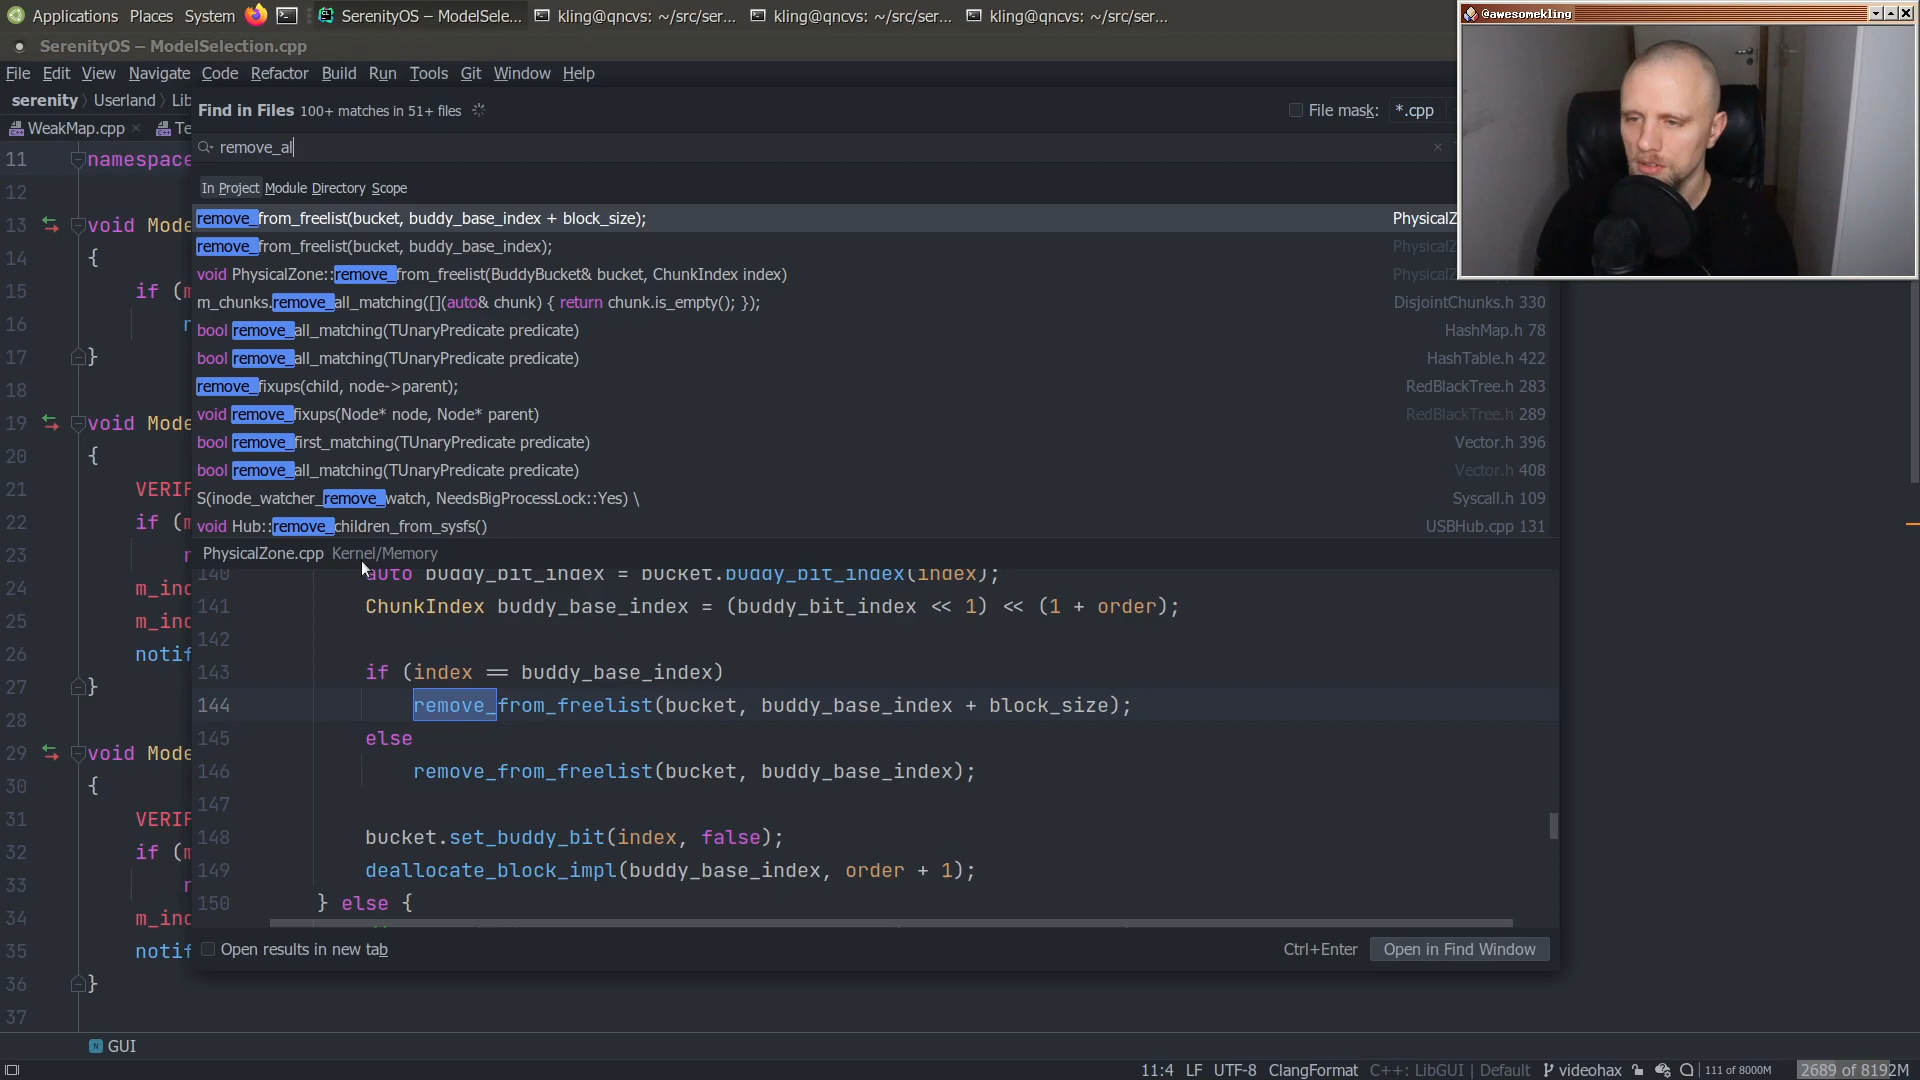 Applications Places System SerenityOS – ModelSele... kling@qncvs: ~/src/ser... kling@qncvs: ~/src/ser... kling@qncvs: ~/src/ser...
@awesomekling
SerenityOS – ModelSelection.cpp
File Edit View Navigate Code Refactor Build Run Tools Git Window Help
serenity Userland Lib
Find in Files 100+ matches in 51+ files File mask: *.cpp
WeakMap.cpp Te
remove_al
11 namespace
12
In Project Module Directory Scope
13 void Mode
remove_from_freelist(bucket, buddy_base_index + block_size); PhysicalZ
remove_from_freelist(bucket, buddy_base_index); PhysicalZ
14 {
void PhysicalZone::remove_from_freelist(BuddyBucket& bucket, ChunkIndex index) PhysicalZ
15 if (m
m_chunks.remove_all_matching([](auto& chunk) { return chunk.is_empty(); }); DisjointChunks.h 330
16
bool remove_all_matching(TUnaryPredicate predicate) HashMap.h 78
17 }
bool remove_all_matching(TUnaryPredicate predicate) HashTable.h 422
18
remove_fixups(child, node->parent); RedBlackTree.h 283
19 void Mode
void remove_fixups(Node* node, Node* parent) RedBlackTree.h 289
bool remove_first_matching(TUnaryPredicate predicate) Vector.h 396
20 {
bool remove_all_matching(TUnaryPredicate predicate) Vector.h 408
21 VERIF
S(inode_watcher_remove_watch, NeedsBigProcessLock::Yes) \ Syscall.h 109
22 if (m
void Hub::remove_children_from_sysfs() USBHub.cpp 131
23
PhysicalZone.cpp Kernel/Memory
140 auto buddy_bit_index = bucket.buddy_bit_index(index);
24 m_ind
141 ChunkIndex buddy_base_index = (buddy_bit_index << 1) << (1 + order);
25 m_ind
142
26 notif
143 if (index == buddy_base_index)
27 }
144 remove_from_freelist(bucket, buddy_base_index + block_size);
28
145 else
29 void Mode
146 remove_from_freelist(bucket, buddy_base_index);
30 {
147
31 VERIF
148 bucket.set_buddy_bit(index, false);
32 if (m
149 deallocate_block_impl(buddy_base_index, order + 1);
33
150 } else {
34 m_ind
35 notif
Open results in new tab Ctrl+Enter Open in Find Window
36 }
37
GUI
11:4 LF UTF-8 ClangFormat C++: LibGUI | Default videohax 111 of 8000M 2689 of 8192M